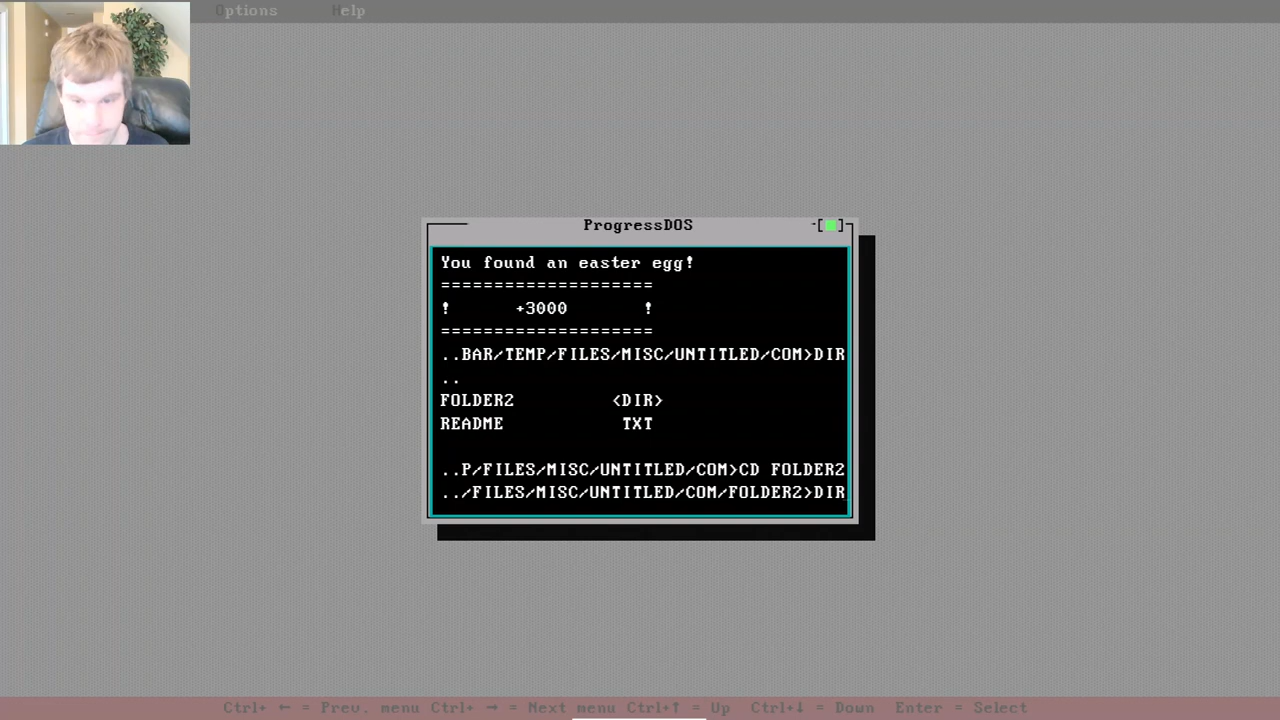 Options Help
ProgressDOS
You found an easter egg!
====================
! +3000 !
====================
..BAR/TEMP/FILES/MISC/UNTITLED/COM>DIR
..
FOLDER2 <DIR>
README TXT
..P/FILES/MISC/UNTITLED/COM>CD FOLDER2
../FILES/MISC/UNTITLED/COM/FOLDER2>DIR
Ctrl+ ← = Prev. menu Ctrl+ → = Next menu Ctrl+↑ = Up Ctrl+↓ = Down Enter = Select